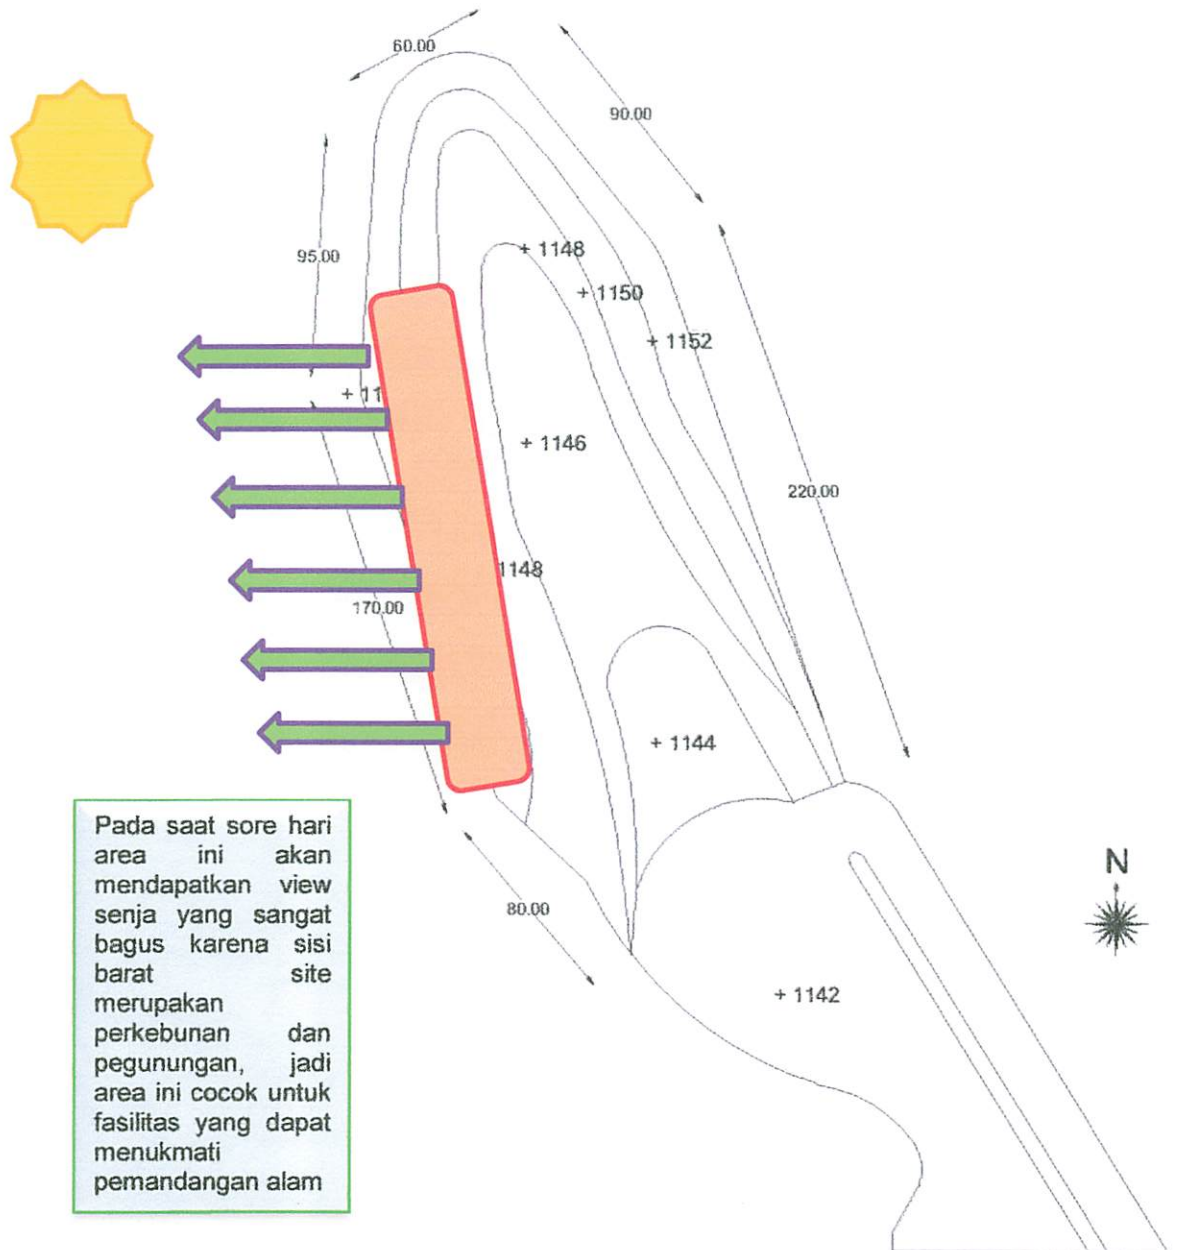 60.00
90.00
95.00
+ 1148
+ 1150
+ 1152
+ 11
+ 1146
220.00
1148
170.00
+ 1144
Pada saat sore hari
area ini akan
mendapatkan view
senja yang sangat
bagus karena sisi
barat site
merupakan
perkebunan dan
pegunungan, jadi
area ini cocok untuk
fasilitas yang dapat
menukmati
pemandangan alam
N
80.00
+ 1142